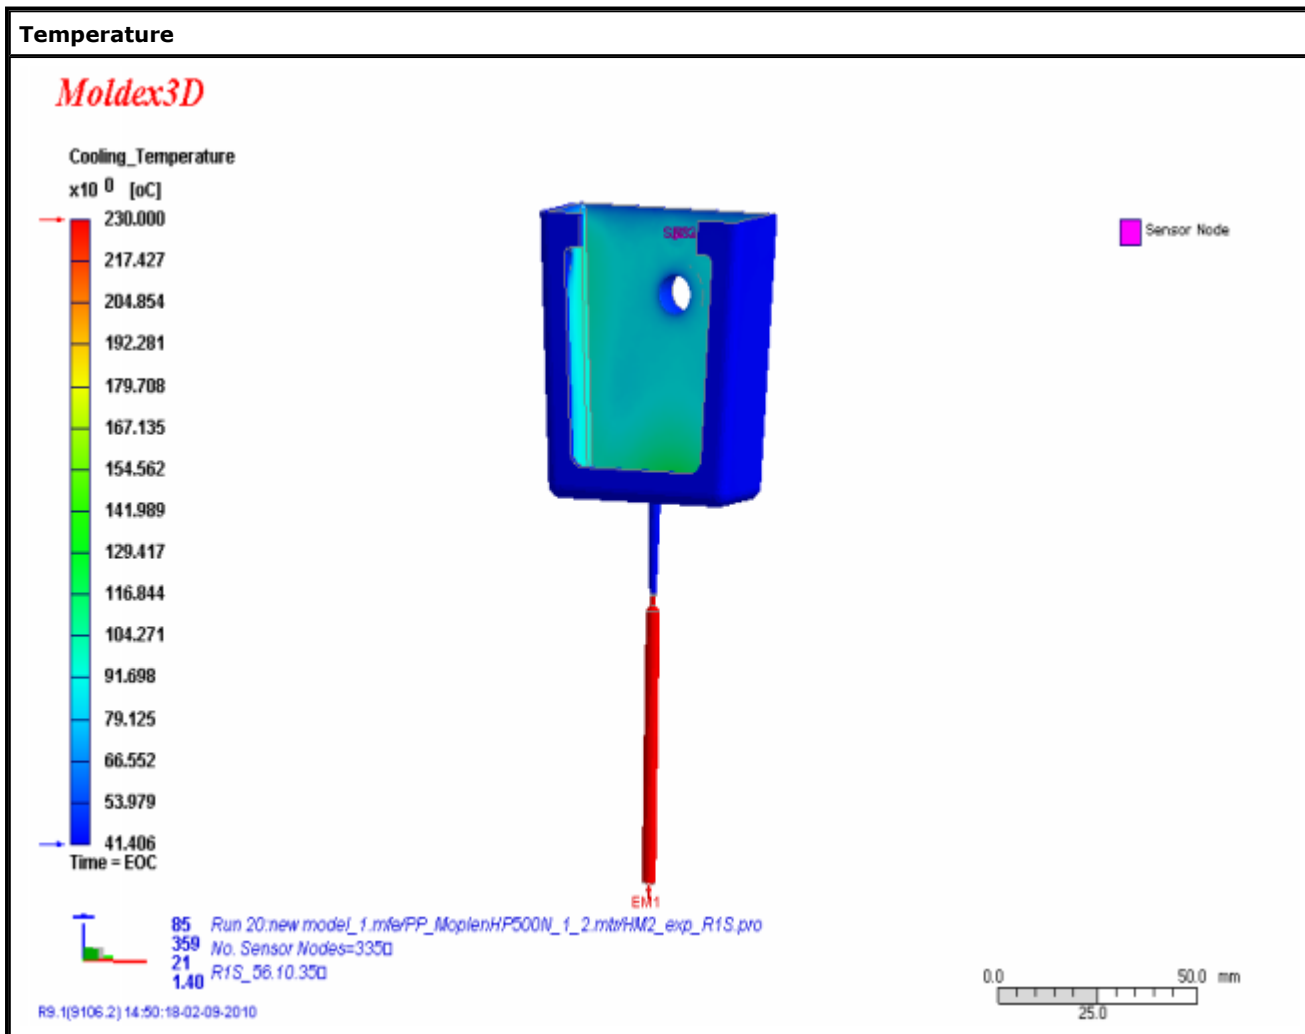 Temperature
Moldex3D
Cooling_Temperature
x10 0 [oC]
230.000
217.427
204.854
192.281
179.708
167.135
154.562
141.989
129.417
116.844
104.271
91.698
79.125
66.552
53.979
41.406
Time = EOC
Sensor Node
EM1
85 Run 20:new model_1.mfe/PP_MoplenHP500N_1_2.mtr/HM2_exp_R1S.pro
359 No. Sensor Nodes=335□
21 R1S_56.10.35□
1.40
0.0 50.0 mm
25.0
R9.1(9106.2) 14:50:18-02-09-2010